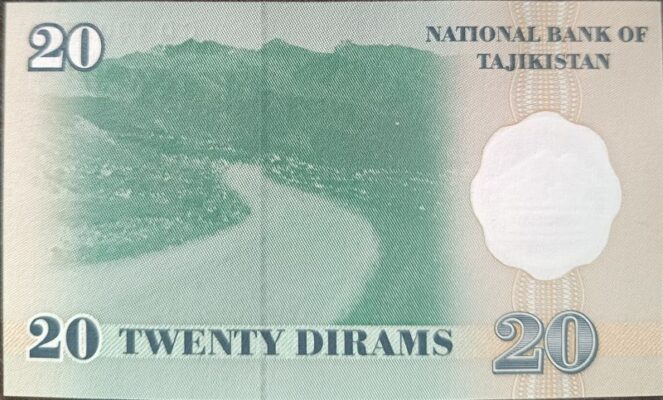 20
NATIONAL BANK OF
TAJIKISTAN
20 TWENTY DIRAMS
20